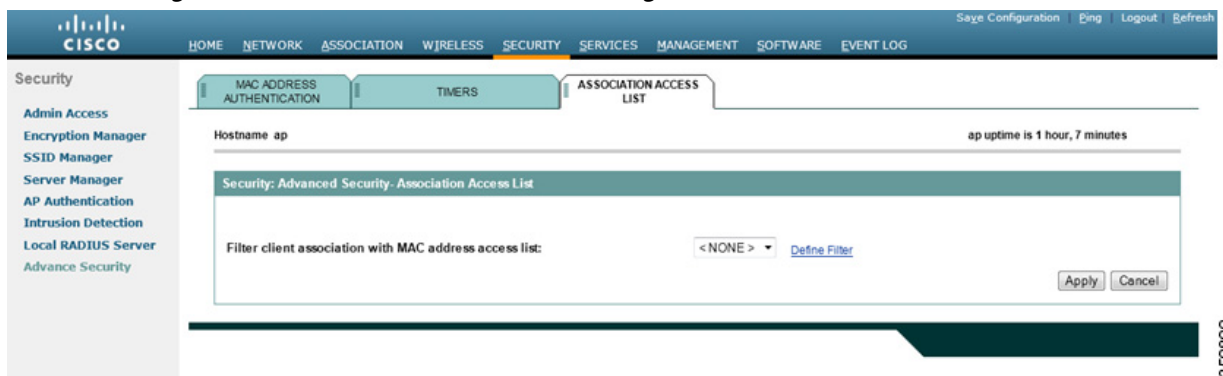 Save Configuration | Ping | Logout | Refresh
CISCO
HOME NETWORK ASSOCIATION WIRELESS SECURITY SERVICES MANAGEMENT SOFTWARE EVENT LOG
Security
Admin Access
Encryption Manager
SSID Manager
Server Manager
AP Authentication
Intrusion Detection
Local RADIUS Server
Advance Security
MAC ADDRESS AUTHENTICATION
TIMERS
ASSOCIATION ACCESS LIST
Hostname ap
ap uptime is 1 hour, 7 minutes
Security: Advanced Security- Association Access List
Filter client association with MAC address access list:
< NONE >
Define Filter
Apply
Cancel